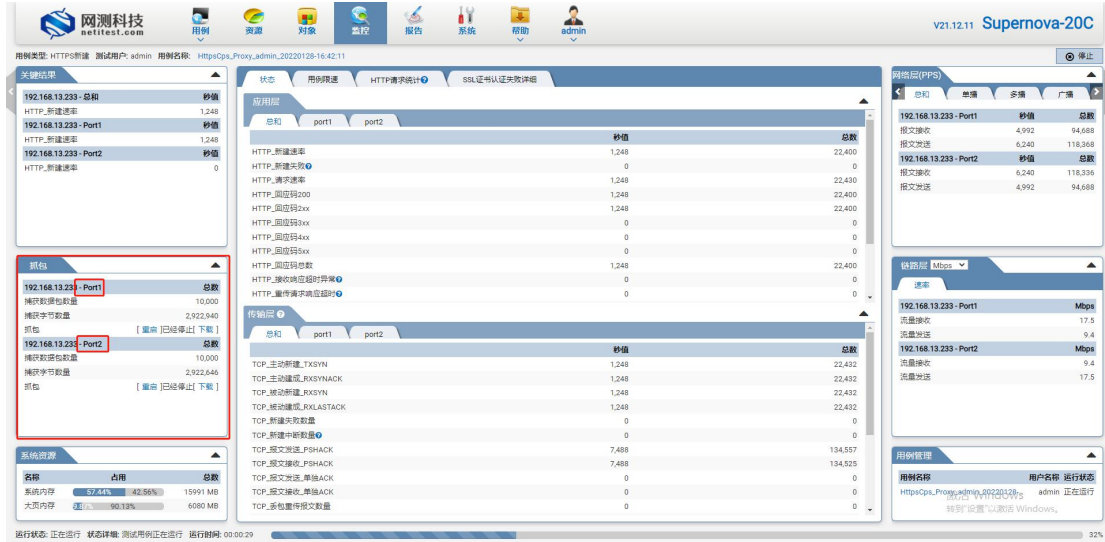 网测科技
netitest.com
用例 资源 对象 监控 报告 系统 帮助 admin
V21.12.11 Supernova-20C
用例类型: HTTPS新建 测试用户: admin 用例名称: HttpsCps_Proxy_admin_20220128-16:42:11
停止
关键结果
192.168.13.233 - 总和 秒值
HTTP_新建速率 1,248
192.168.13.233 - Port1 秒值
HTTP_新建速率 1,248
192.168.13.233 - Port2 秒值
HTTP_新建速率 0
抓包
192.168.13.233 - Port1 总数
捕获数据包数量 10,000
捕获字节数量 2,922,940
抓包 [ 重启 ]已经停止[ 下载 ]
192.168.13.233 - Port2 总数
捕获数据包数量 10,000
捕获字节数量 2,922,646
抓包 [ 重启 ]已经停止[ 下载 ]
系统资源
名称 占用 总数
系统内存 57.44% 42.56% 15991 MB
大页内存 90.13% 6080 MB
状态 用例限速 HTTP请求统计 SSL证书认证失败详细
应用层
总和 port1 port2
秒值 总数
HTTP_新建速率 1,248 22,400
HTTP_新建失败 0 0
HTTP_请求速率 1,248 22,430
HTTP_回应码200 1,248 22,400
HTTP_回应码2xx 1,248 22,400
HTTP_回应码3xx 0 0
HTTP_回应码4xx 0 0
HTTP_回应码5xx 0 0
HTTP_回应码总数 1,248 22,400
HTTP_接收响应超时异常 0 0
HTTP_重传请求响应超时 0 0
传输层
总和 port1 port2
秒值 总数
TCP_主动新建_TXSYN 1,248 22,432
TCP_主动建成_RXSYNACK 1,248 22,432
TCP_被动新建_RXSYN 1,248 22,432
TCP_被动建成_RXLASTACK 1,248 22,432
TCP_新建失败数量 0 0
TCP_新建中断数量 0 0
TCP_报文发送_PSHACK 7,488 134,557
TCP_报文接收_PSHACK 7,488 134,525
TCP_报文发送_单独ACK 0 0
TCP_报文接收_单独ACK 0 0
TCP_丢包重传报文数量 0 0
网络层(PPS)
总和 单播 多播 广播
192.168.13.233 - Port1 秒值 总数
报文接收 4,992 94,688
报文发送 6,240 118,368
192.168.13.233 - Port2 秒值 总数
报文接收 6,240 118,336
报文发送 4,992 94,688
链路层 Mbps
速率
192.168.13.233 - Port1 Mbps
流量接收 17.5
流量发送 9.4
192.168.13.233 - Port2 Mbps
流量接收 9.4
流量发送 17.5
用例管理
用例名称 用户名称 运行状态
HttpsCps_Proxy_admin_20220128-... admin 正在运行
激活 Windows
转到"设置"以激活 Windows。
运行状态: 正在运行 状态详细: 测试用例正在运行 运行时间: 00:00:29 32%